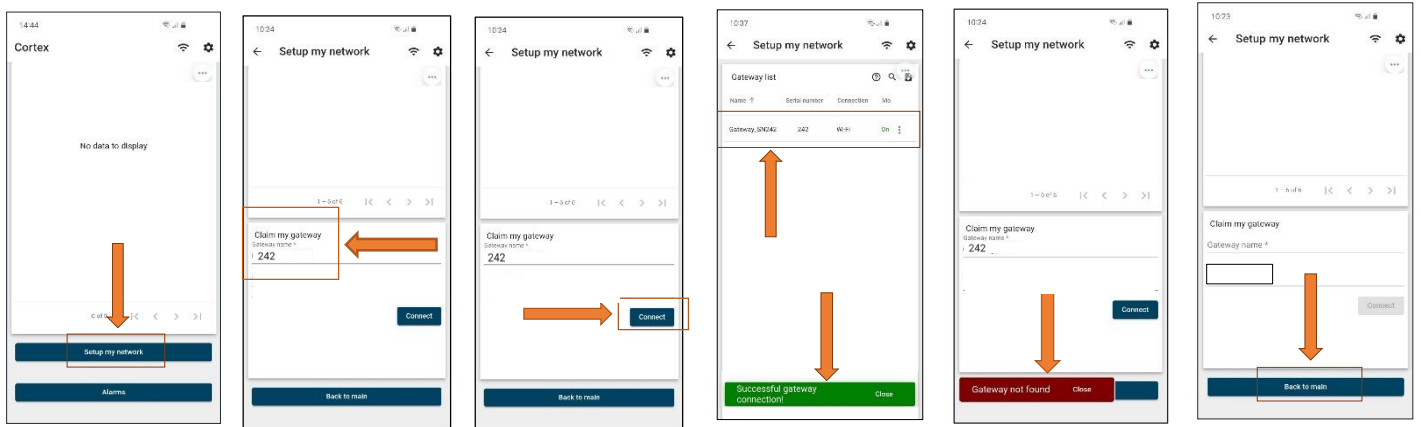 14:44
Cortex
No data to display
Setup my network
Alarms
10:24
Setup my network
Claim my gateway
Gateway name *
242
Connect
Back to main
10:24
Setup my network
Claim my gateway
Gateway name *
242
Connect
Back to main
10:37
Setup my network
Gateway list
Name ↑ Serial number Connection Mo
Gateway_SN242 242 Wi-Fi On
Successful gateway
connection!
Close
10:24
Setup my network
Claim my gateway
Gateway name *
242
Connect
Gateway not found Close
10:23
Setup my network
Claim my gateway
Gateway name *
Connect
Back to main